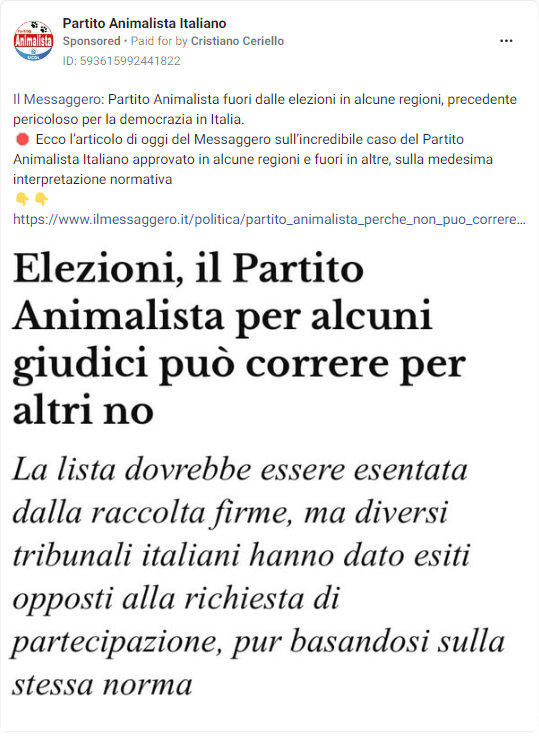 Partito
Animalista
UCDL
Partito Animalista Italiano
Sponsored • Paid for by Cristiano Ceriello
ID: 593615992441822
Il Messaggero: Partito Animalista fuori dalle elezioni in alcune regioni, precedente
pericoloso per la democrazia in Italia.
🛑 Ecco l'articolo di oggi del Messaggero sull'incredibile caso del Partito
Animalista Italiano approvato in alcune regioni e fuori in altre, sulla medesima
interpretazione normativa
👇👇
https://www.ilmessaggero.it/politica/partito_animalista_perche_non_puo_correre...
Elezioni, il Partito
Animalista per alcuni
giudici può correre per
altri no
La lista dovrebbe essere esentata
dalla raccolta firme, ma diversi
tribunali italiani hanno dato esiti
opposti alla richiesta di
partecipazione, pur basandosi sulla
stessa norma